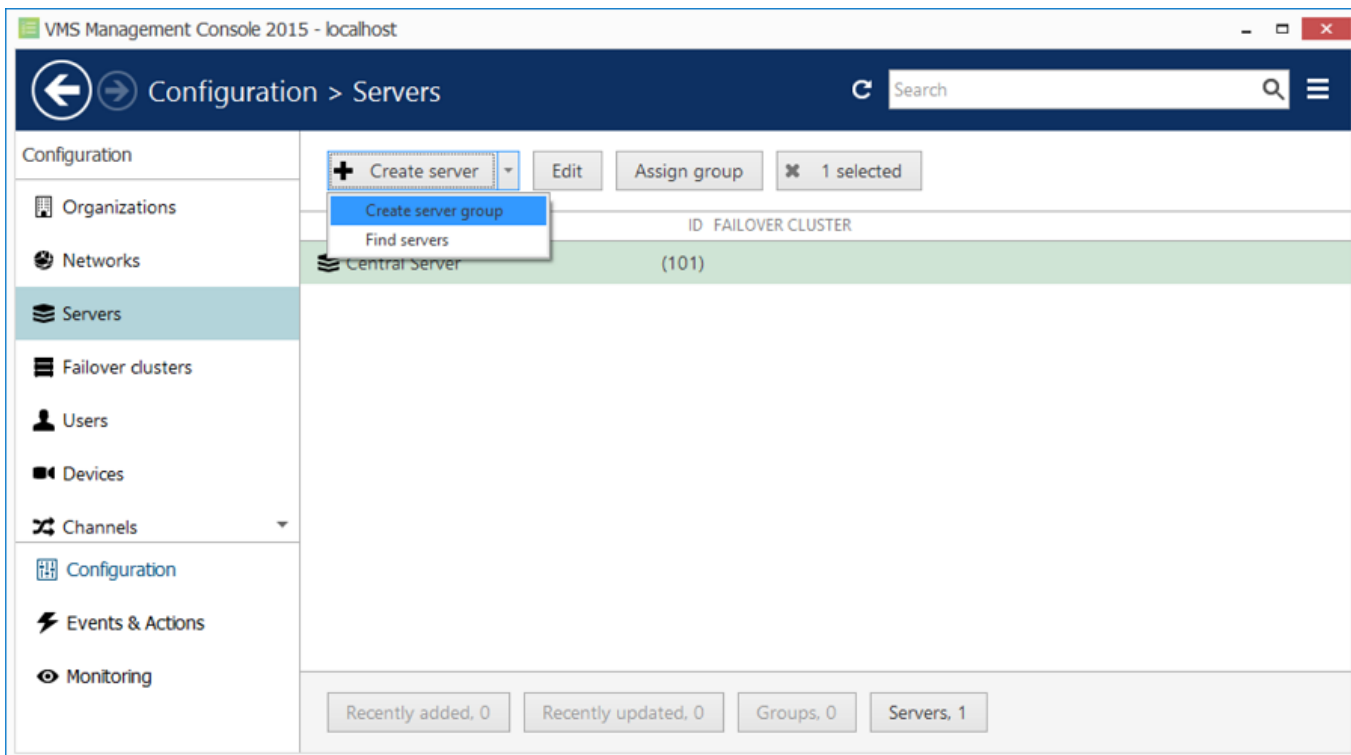 VMS Management Console 2015 - localhost
Configuration > Servers
Search
Configuration
Organizations
Networks
Servers
Failover clusters
Users
Devices
Channels
Configuration
Events & Actions
Monitoring
Create server
Edit
Assign group
1 selected
Create server group
Find servers
ID FAILOVER CLUSTER
Central Server (101)
Recently added, 0
Recently updated, 0
Groups, 0
Servers, 1